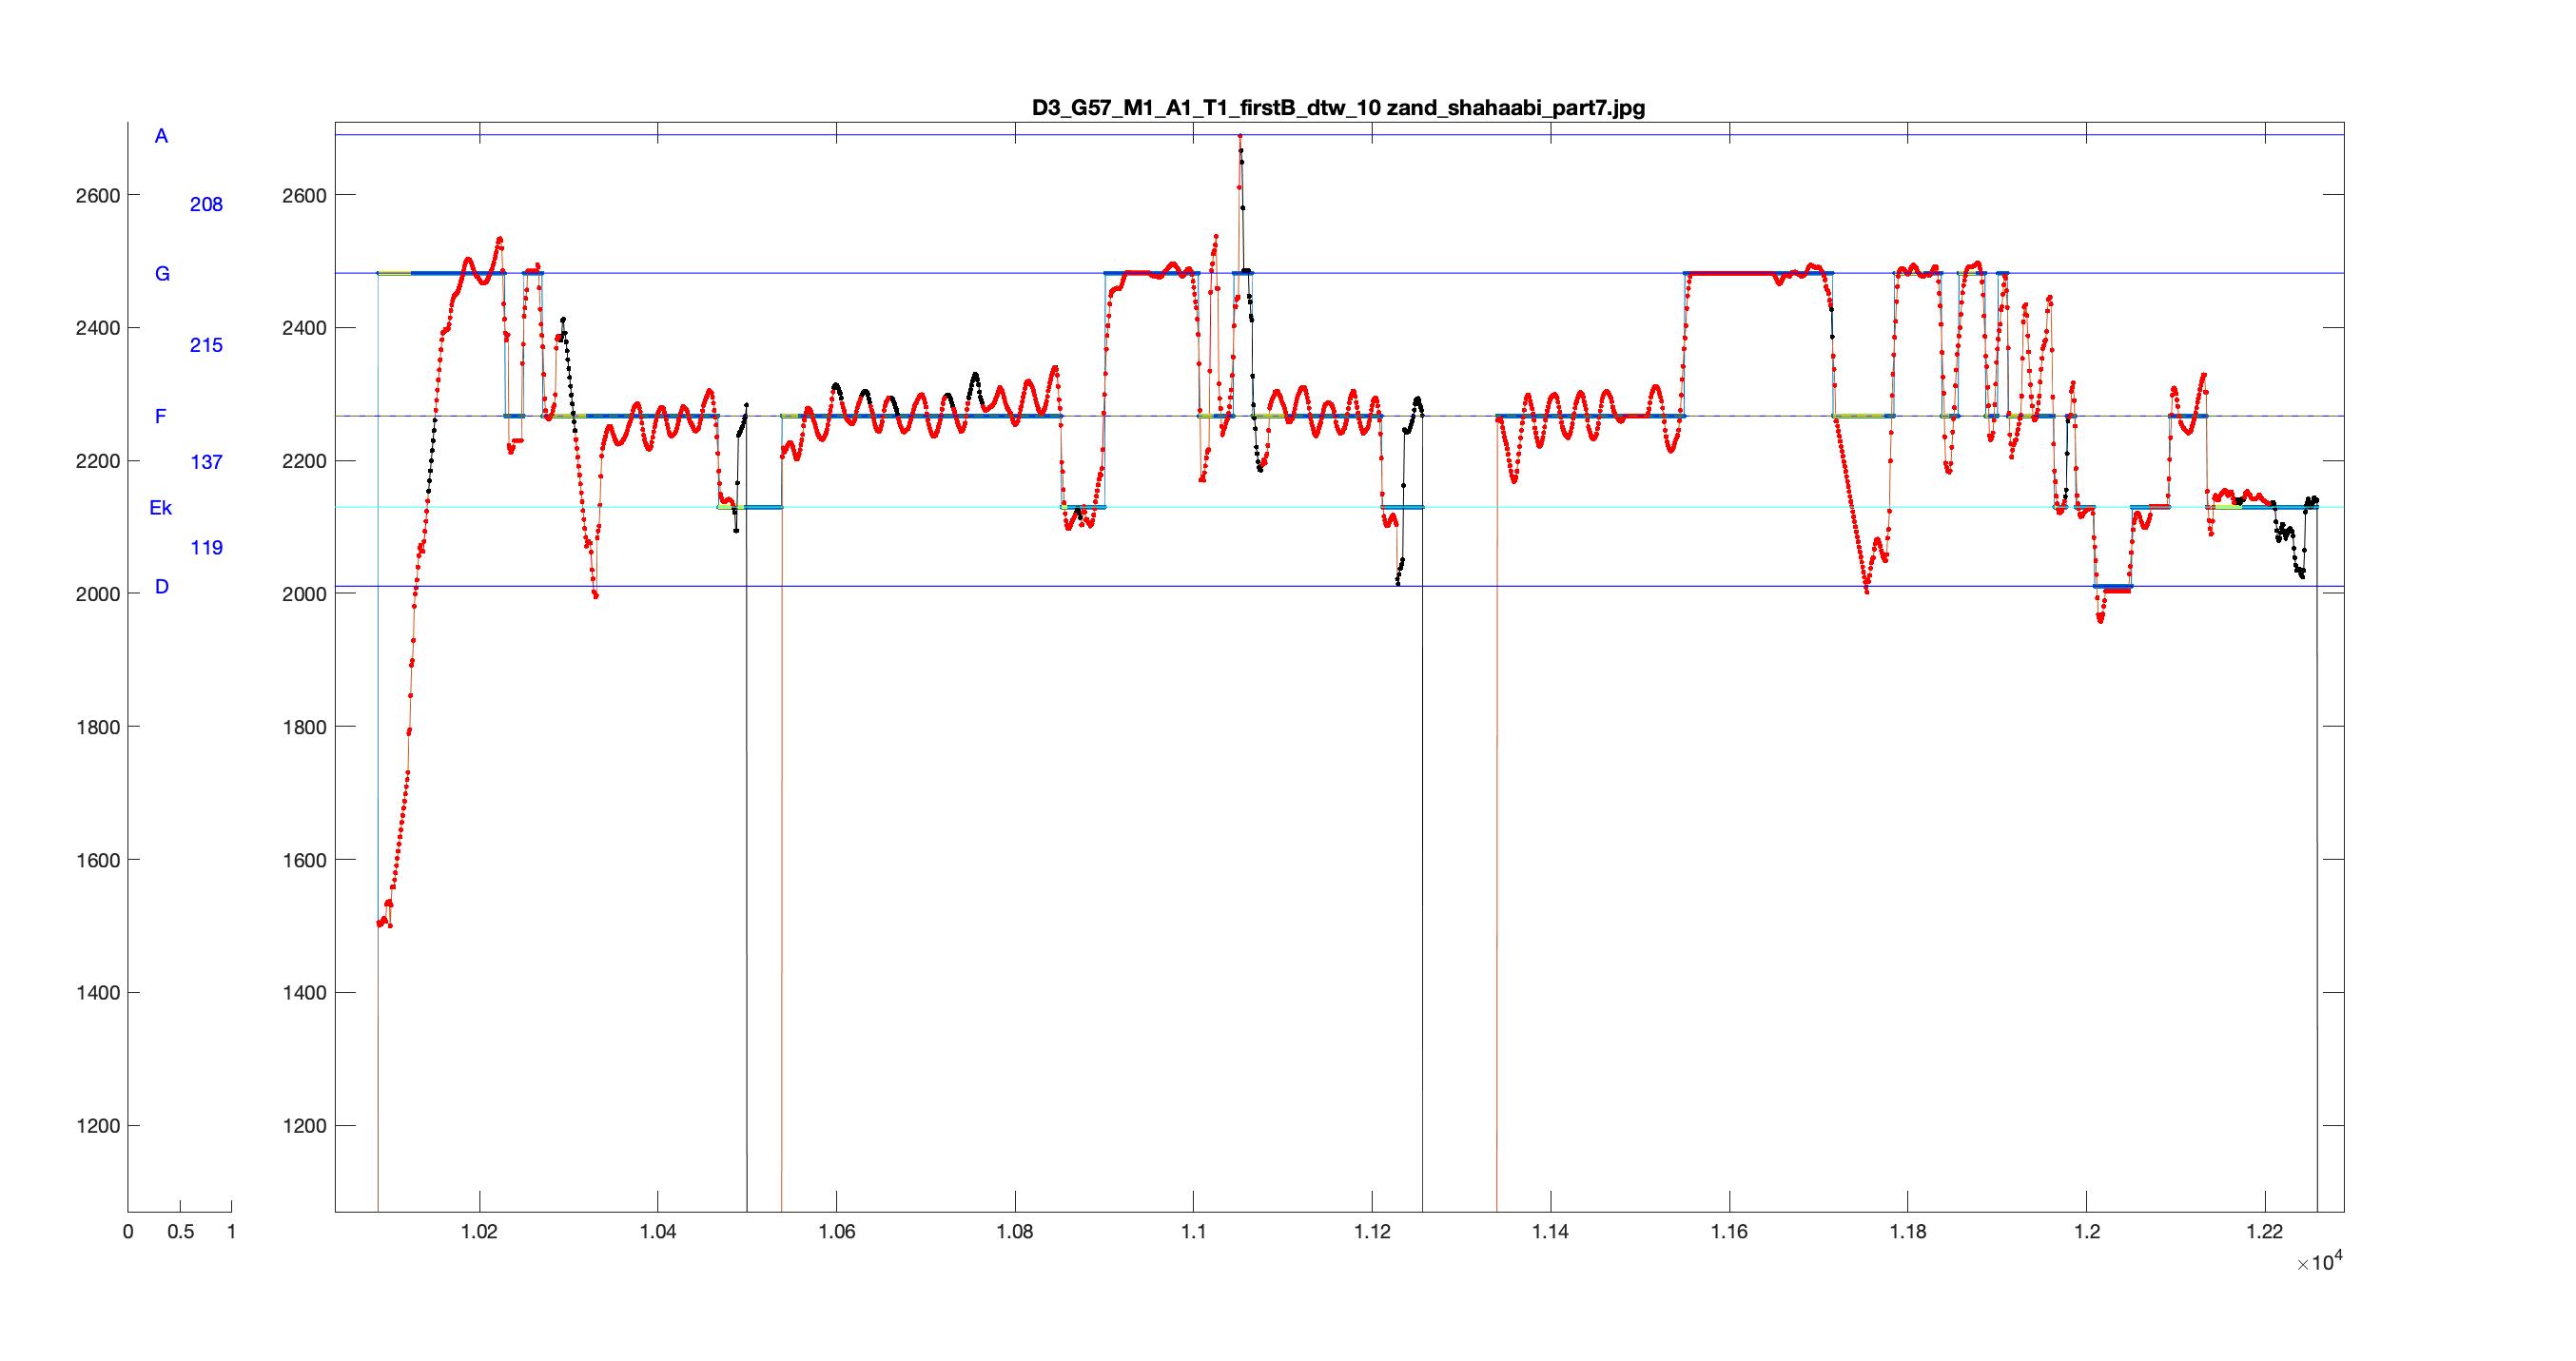 D3_G57_M1_A1_T1_firstB_dtw_10 zand_shahaabi_part7.jpg
A
2600
2600
208
G
2400
2400
215
F
2200
2200
137
Ek
119
2000
2000
D
1800
1800
1600
1600
1400
1400
1200
1200
0 0.5 1
1.02 1.04 1.06 1.08 1.1 1.12 1.14 1.16 1.18 1.2 1.22
×10⁴